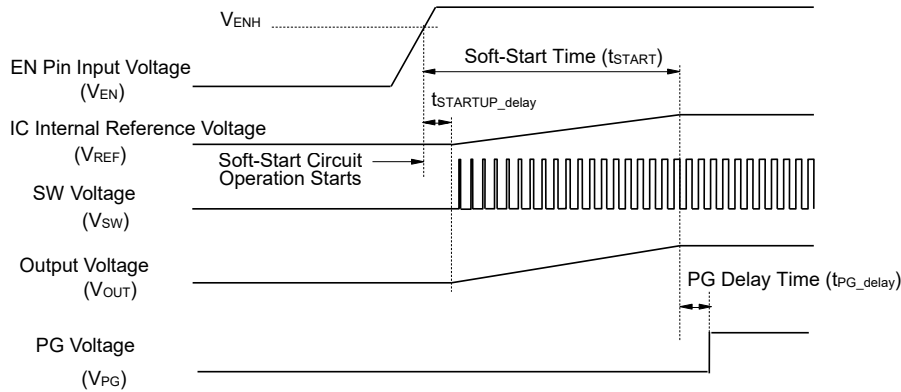 VENH
Soft-Start Time (tSTART)
EN Pin Input Voltage
(VEN)
tSTARTUP_delay
IC Internal Reference Voltage
(VREF)
Soft-Start Circuit
Operation Starts
SW Voltage
(VSW)
Output Voltage
(VOUT)
PG Delay Time (tPG_delay)
PG Voltage
(VPG)